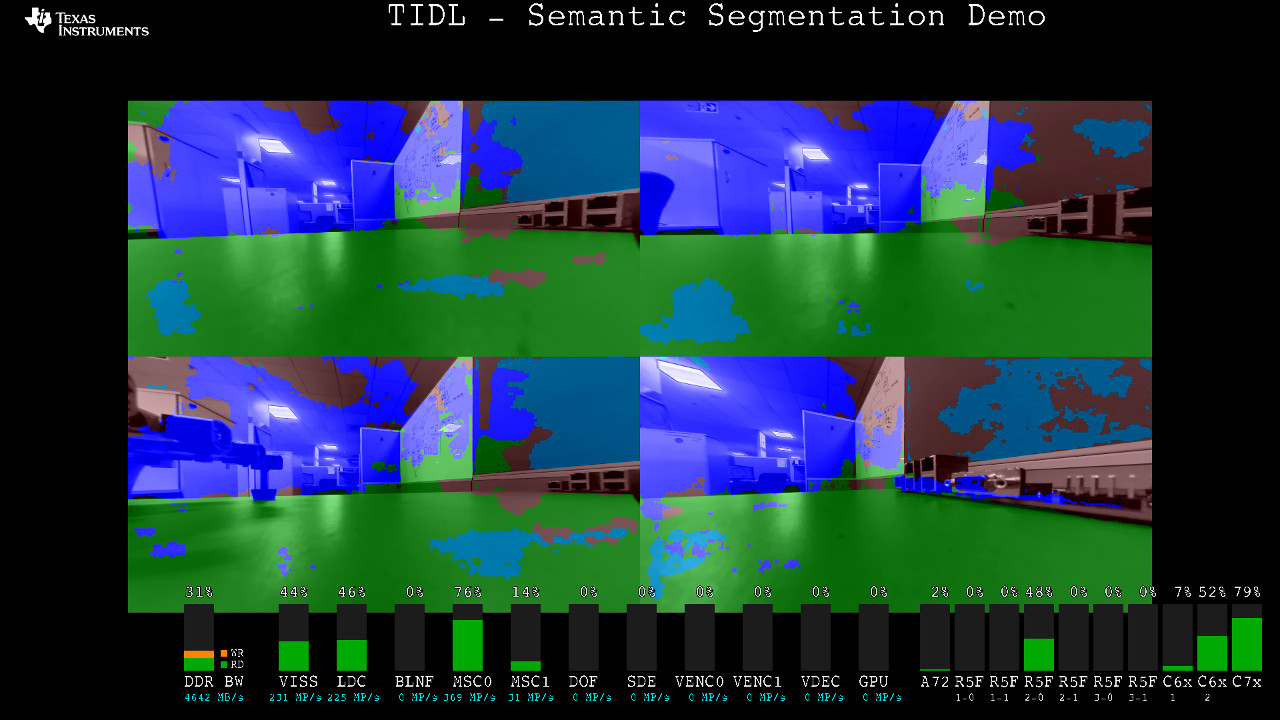 TEXAS INSTRUMENTS
TIDL - Semantic Segmentation Demo
31% 44% 46% 0% 76% 14% 0% 0% 0% 0% 0% 0% 2% 0% 0% 48% 0% 0% 0% 7% 52% 79%
WR
RD
DDR BW VISS LDC BLNF MSC0 MSC1 DOF SDE VENC0 VENC1 VDEC GPU A72 R5F R5F R5F R5F R5F R5F C6x C6x C7x
4642 MB/s 231 MP/s 225 MP/s 0 MP/s 369 MP/s 31 MP/s 0 MP/s 0 MP/s 0 MP/s 0 MP/s 0 MP/s 0 MP/s 1-0 1-1 2-0 2-1 3-0 3-1 1 2